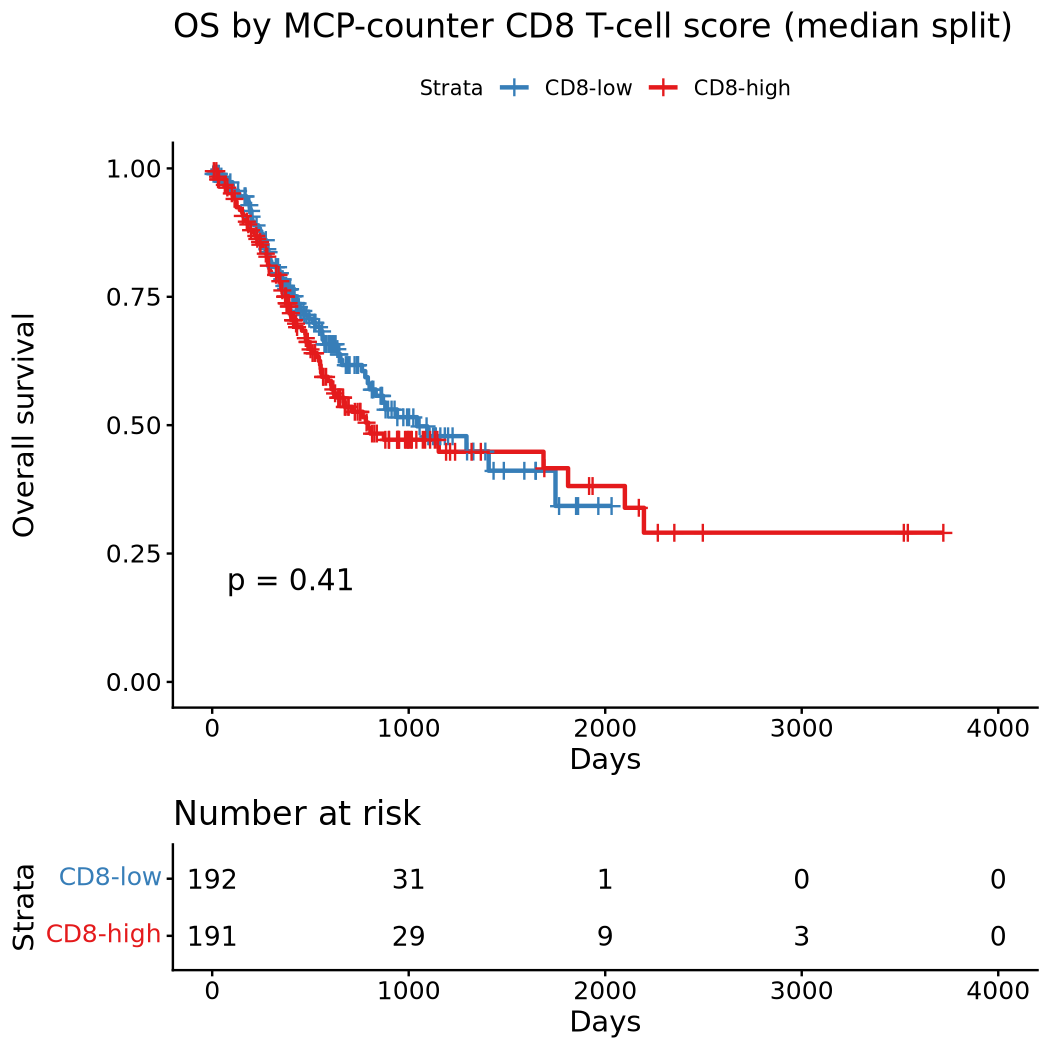 OS by MCP-counter CD8 T-cell score (median split)
Strata CD8-low CD8-high
1.00
0.75
0.50
0.25
0.00
Overall survival
p = 0.41
0 1000 2000 3000 4000
Days
Number at risk
Strata
CD8-low 192 31 1 0 0
CD8-high 191 29 9 3 0
0 1000 2000 3000 4000
Days